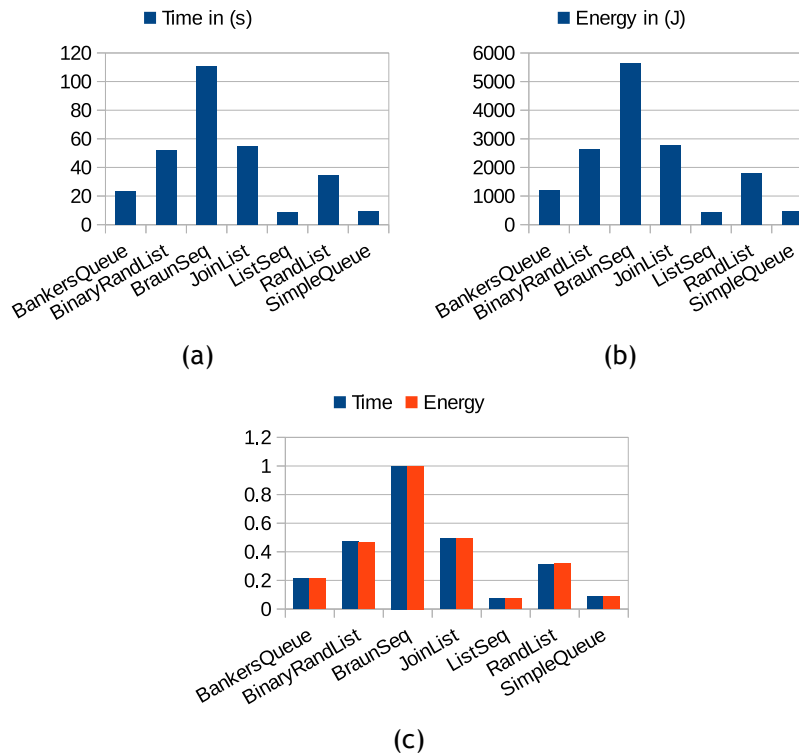 Time in (s)
120
100
80
60
40
20
0
BankersQueue
BinaryRandList
BraunSeq
JoinList
ListSeq
RandList
SimpleQueue
(a)
Energy in (J)
6000
5000
4000
3000
2000
1000
0
BankersQueue
BinaryRandList
BraunSeq
JoinList
ListSeq
RandList
SimpleQueue
(b)
Time Energy
1.2
1
0.8
0.6
0.4
0.2
0
BankersQueue
BinaryRandList
BraunSeq
JoinList
ListSeq
RandList
SimpleQueue
(c)